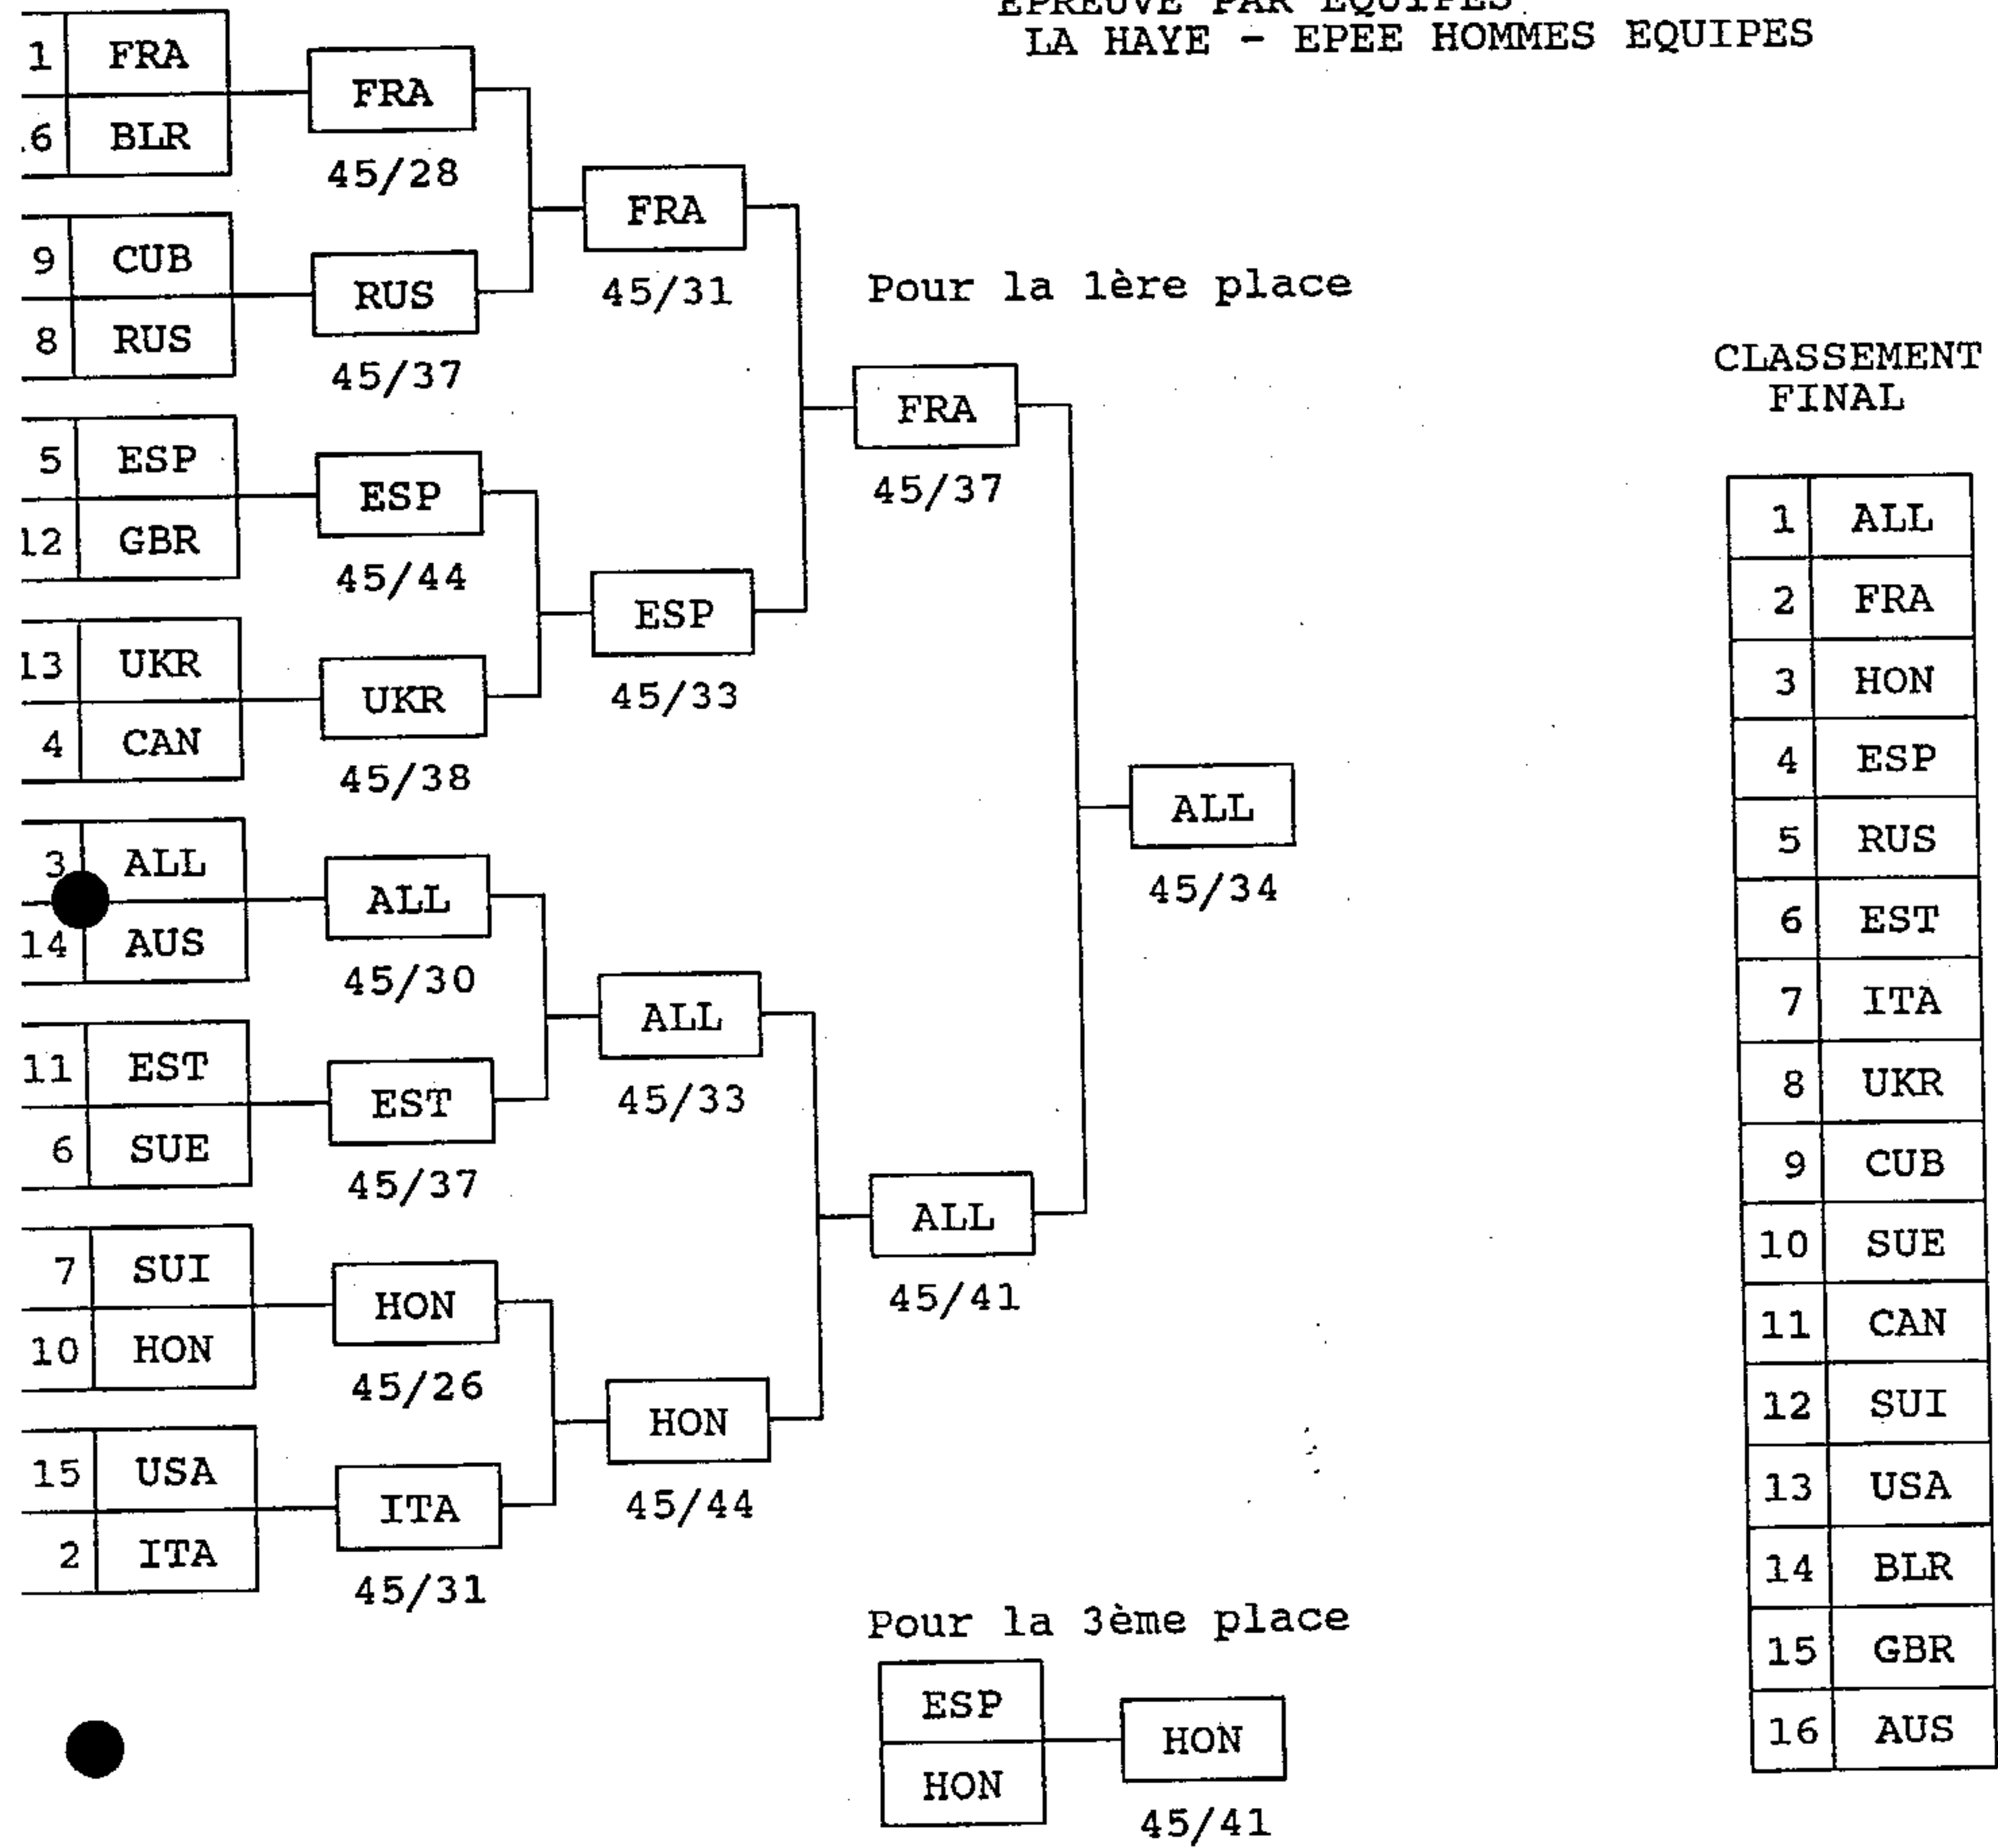 EPREUVE PAR EQUIPES
LA HAYE - EPEE HOMMES EQUIPES
1 FRA
.6 BLR
9 CUB
8 RUS
5 ESP
12 GBR
13 UKR
4 CAN
3 ALL
14 AUS
11 EST
6 SUE
7 SUI
10 HON
15 USA
2 ITA
FRA
45/28
RUS
45/37
ESP
45/44
UKR
45/38
ALL
45/30
EST
45/37
HON
45/26
ITA
45/31
FRA
45/31
ESP
45/33
ALL
45/33
HON
45/44
Pour la 1ère place
FRA
45/37
ALL
45/41
ALL
45/34
Pour la 3ème place
ESP
HON
HON
45/41
CLASSEMENT
FINAL
1 ALL
2 FRA
3 HON
4 ESP
5 RUS
6 EST
7 ITA
8 UKR
9 CUB
10 SUE
11 CAN
12 SUI
13 USA
14 BLR
15 GBR
16 AUS